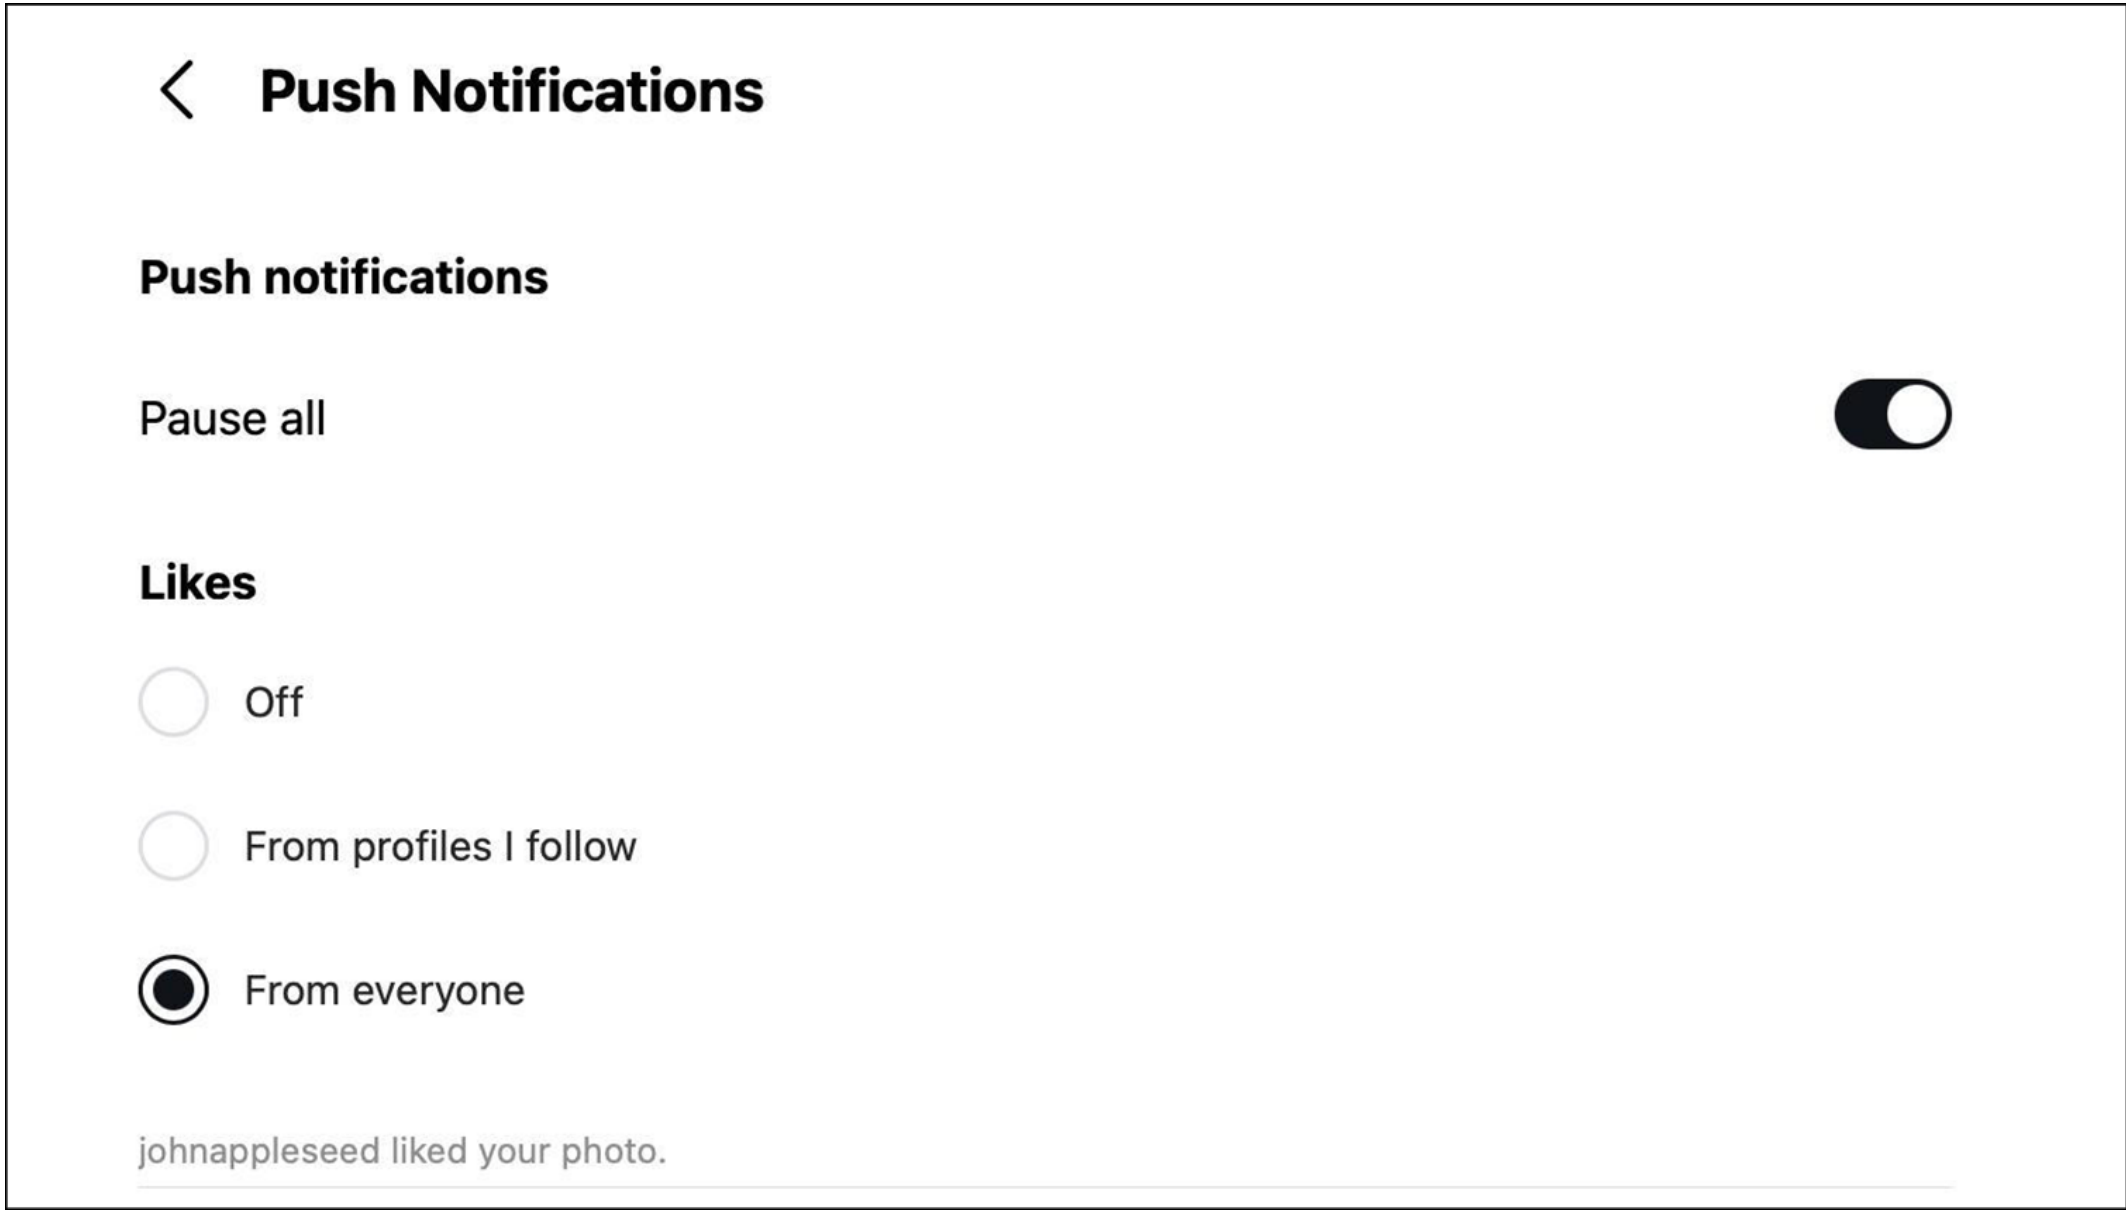 Push Notifications
Push notifications
Pause all
Likes
Off
From profiles I follow
From everyone
johnappleseed liked your photo.